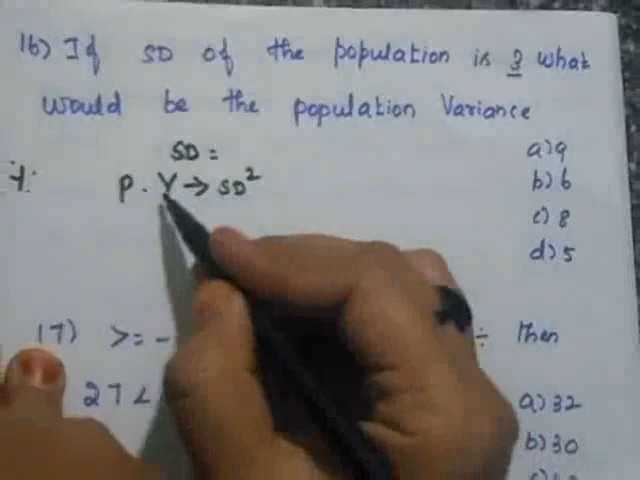 16) If SD of the population is 3 what
would be the population Variance
SD =
a) 9
P. V → SD²
b) 6
c) 8
d) 5
17) > = - ÷ then
27 <
a) 32
b) 30